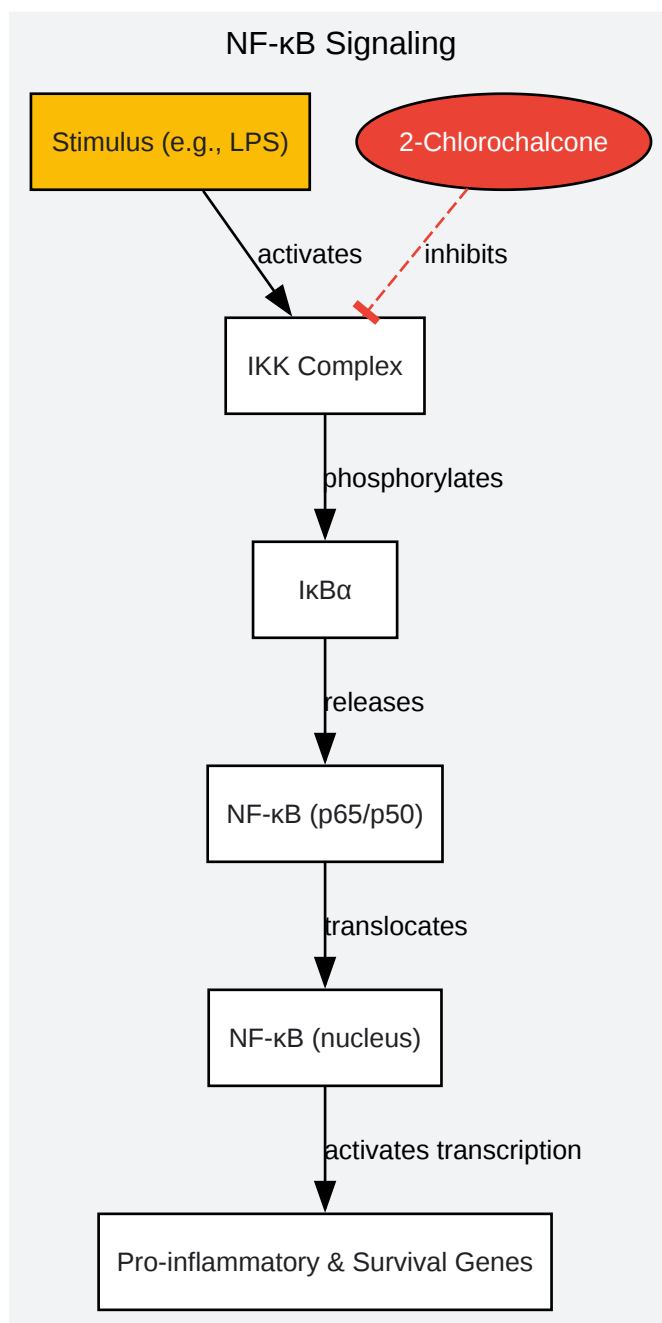 NF-κB Signaling
Stimulus (e.g., LPS)
2-Chlorochalcone
activates
inhibits
IKK Complex
phosphorylates
IκBα
releases
NF-κB (p65/p50)
translocates
NF-κB (nucleus)
activates transcription
Pro-inflammatory & Survival Genes